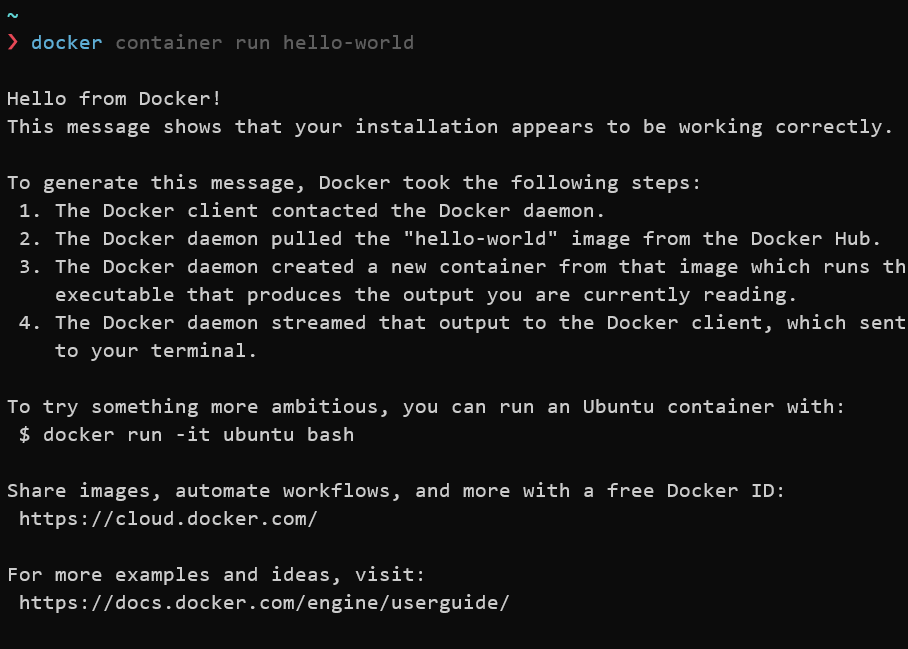 ~
❯ docker container run hello-world
Hello from Docker!
This message shows that your installation appears to be working correctly.
To generate this message, Docker took the following steps:
1. The Docker client contacted the Docker daemon.
2. The Docker daemon pulled the "hello-world" image from the Docker Hub.
3. The Docker daemon created a new container from that image which runs th
executable that produces the output you are currently reading.
4. The Docker daemon streamed that output to the Docker client, which sent
to your terminal.
To try something more ambitious, you can run an Ubuntu container with:
$ docker run -it ubuntu bash
Share images, automate workflows, and more with a free Docker ID:
https://cloud.docker.com/
For more examples and ideas, visit:
https://docs.docker.com/engine/userguide/